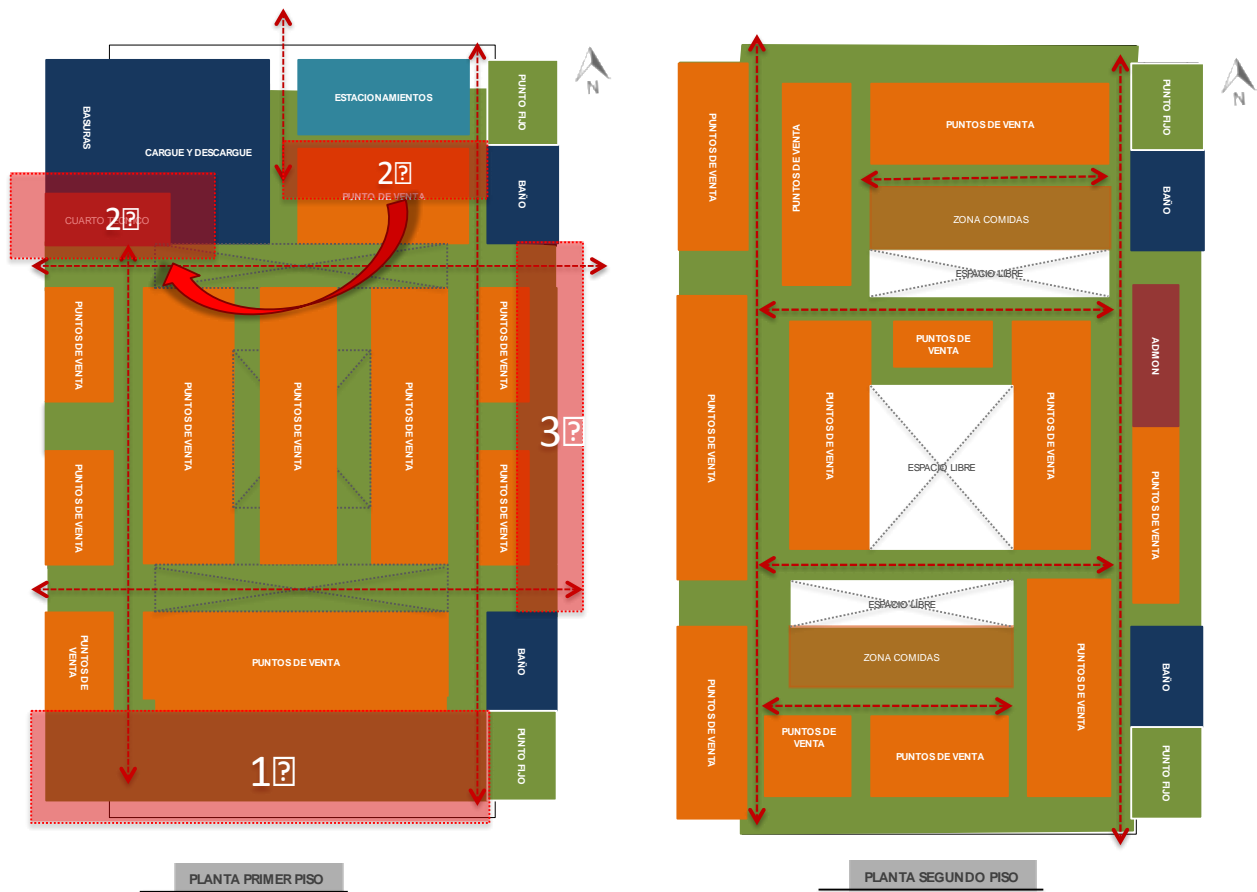 N
ESTACIONAMIENTOS
PUNTO FIJO
BASURAS
CARGUE Y DESCARGUE
2
PUNTO DE VENTA
BAÑO
CUARTO TECNICO
2
PUNTOS DE VENTA
PUNTOS DE VENTA
PUNTOS DE VENTA
PUNTOS DE VENTA
PUNTOS DE VENTA
3
PUNTOS DE VENTA
PUNTOS DE VENTA
PUNTOS DE
VENTA
PUNTOS DE VENTA
BAÑO
1
PUNTO FIJO
PLANTA PRIMER PISO
N
PUNTOS DE VENTA
PUNTOS DE VENTA
PUNTOS DE VENTA
PUNTO FIJO
ZONA COMIDAS
BAÑO
ESPACIO LIBRE
PUNTOS DE VENTA
PUNTOS DE VENTA
PUNTOS DE
VENTA
PUNTOS DE VENTA
ADMON
ESPACIO LIBRE
PUNTOS DE VENTA
ESPACIO LIBRE
ZONA COMIDAS
PUNTOS DE VENTA
PUNTOS DE VENTA
BAÑO
PUNTOS DE
VENTA
PUNTOS DE VENTA
PUNTO FIJO
PLANTA SEGUNDO PISO